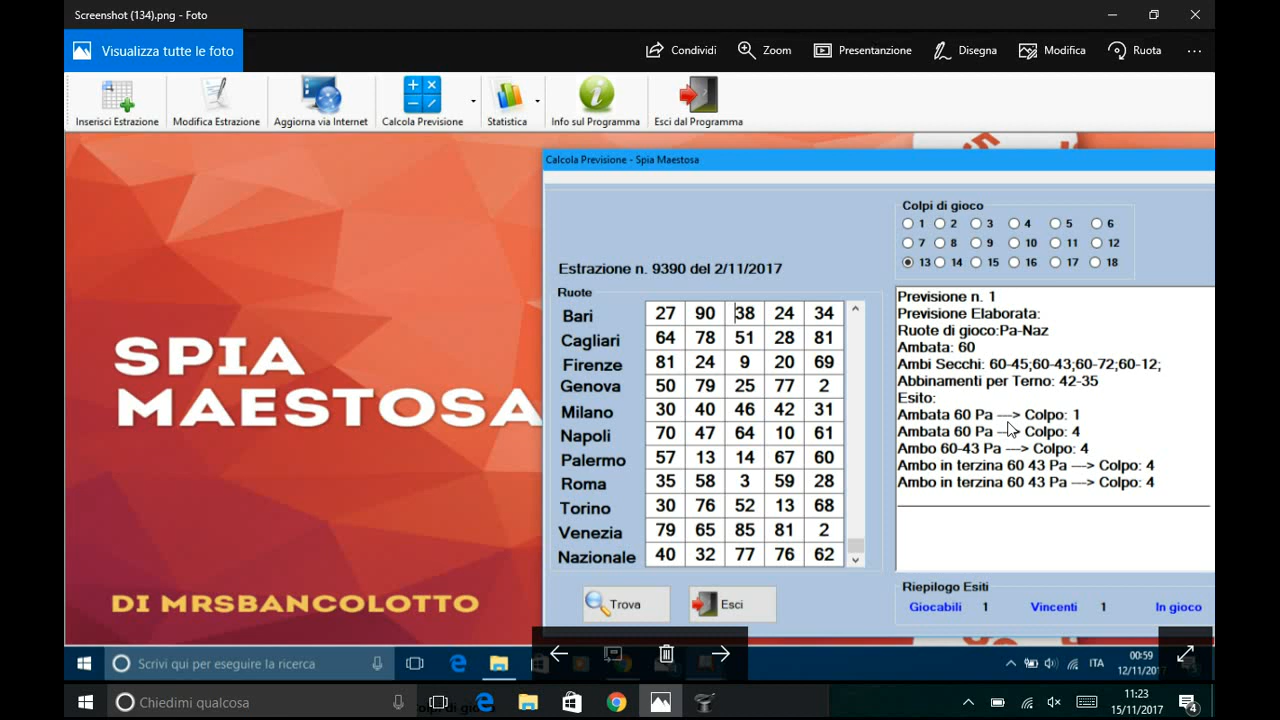 Screenshot (134).png - Foto
Visualizza tutte le foto
Condividi Zoom Presentazione Disegna Modifica Ruota
Inserisci Estrazione Modifica Estrazione Aggiorna via Internet Calcola Previsione Statistica Info sul Programma Esci dal Programma
Calcola Previsione - Spia Maestosa
SPIA
MAESTOSA
DI MRSBANCOLOTTO
Estrazione n. 9390 del 2/11/2017
Ruote
Bari 27 90 38 24 34
Cagliari 64 78 51 28 81
Firenze 81 24 9 20 69
Genova 50 79 25 77 2
Milano 30 40 46 42 31
Napoli 70 47 64 10 61
Palermo 57 13 14 67 60
Roma 35 58 3 59 28
Torino 30 76 52 13 68
Venezia 79 65 85 81 2
Nazionale 40 32 77 76 62
Trova Esci
Colpi di gioco
1 2 3 4 5 6
7 8 9 10 11 12
13 14 15 16 17 18
Previsione n. 1
Previsione Elaborata:
Ruote di gioco:Pa-Naz
Ambata: 60
Ambi Secchi: 60-45;60-43;60-72;60-12;
Abbinamenti per Terno: 42-35
Esito:
Ambata 60 Pa ---> Colpo: 1
Ambata 60 Pa ---> Colpo: 4
Ambo 60-43 Pa ---> Colpo: 4
Ambo in terzina 60 43 Pa ---> Colpo: 4
Ambo in terzina 60 43 Pa ---> Colpo: 4
Riepilogo Esiti
Giocabili 1 Vincenti 1 In gioco
Scrivi qui per eseguire la ricerca
ITA
00:59
Chiedimi qualcosa
11:23
15/11/2017
4